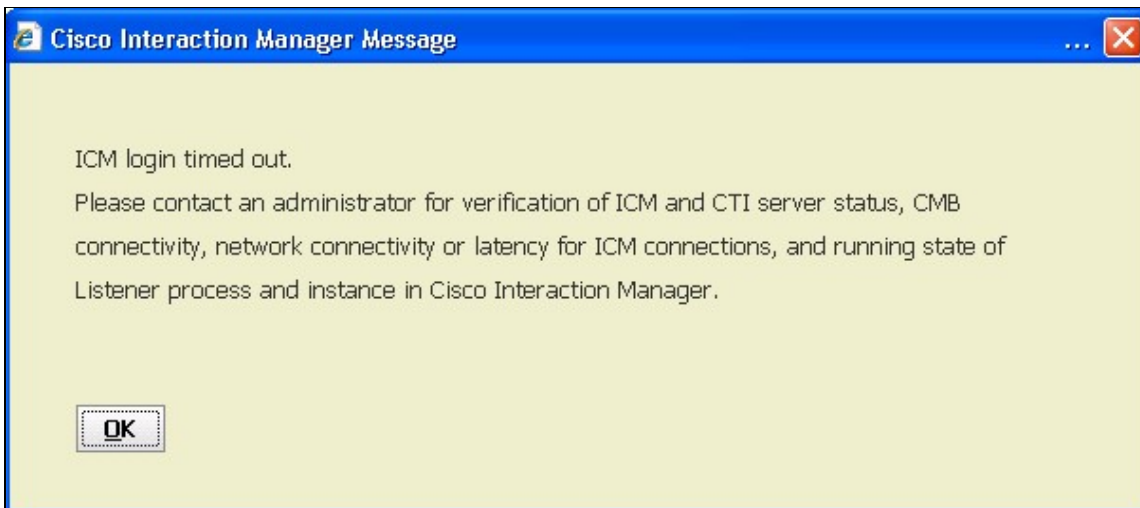 Cisco Interaction Manager Message ...
ICM login timed out.
Please contact an administrator for verification of ICM and CTI server status, CMB
connectivity, network connectivity or latency for ICM connections, and running state of
Listener process and instance in Cisco Interaction Manager.
OK